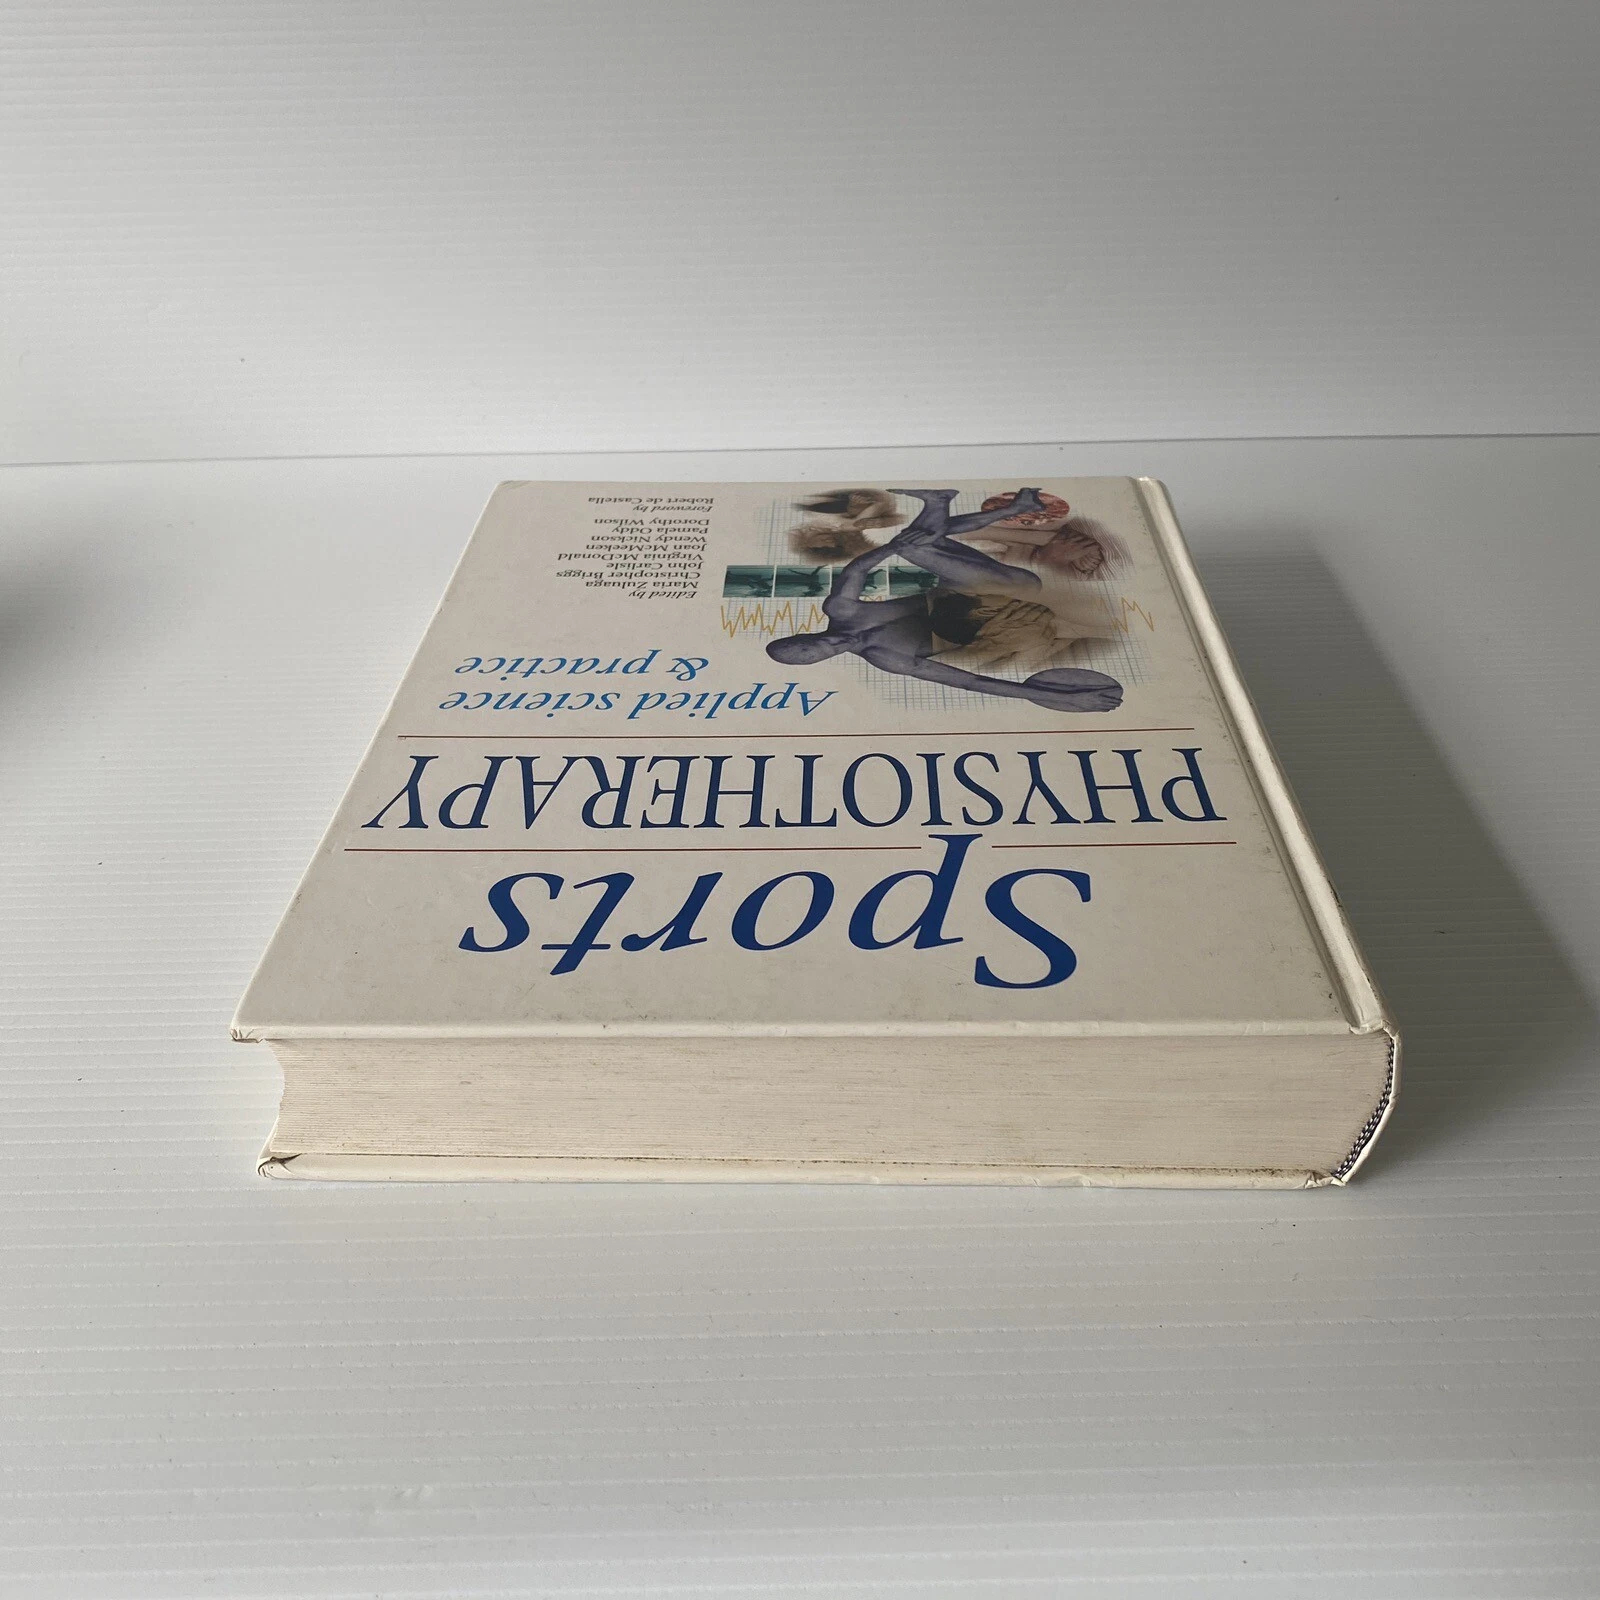 Sports
PHYSIOTHERAPY
Applied science
& practice
Edited by
Maria Zuluaga
Christopher Briggs
John Carlisle
Virginia McDonald
Joan McMeeken
Wendy Nickson
Pamela Oddy
Dorothy Wilson
Foreword by
Robert de Castella